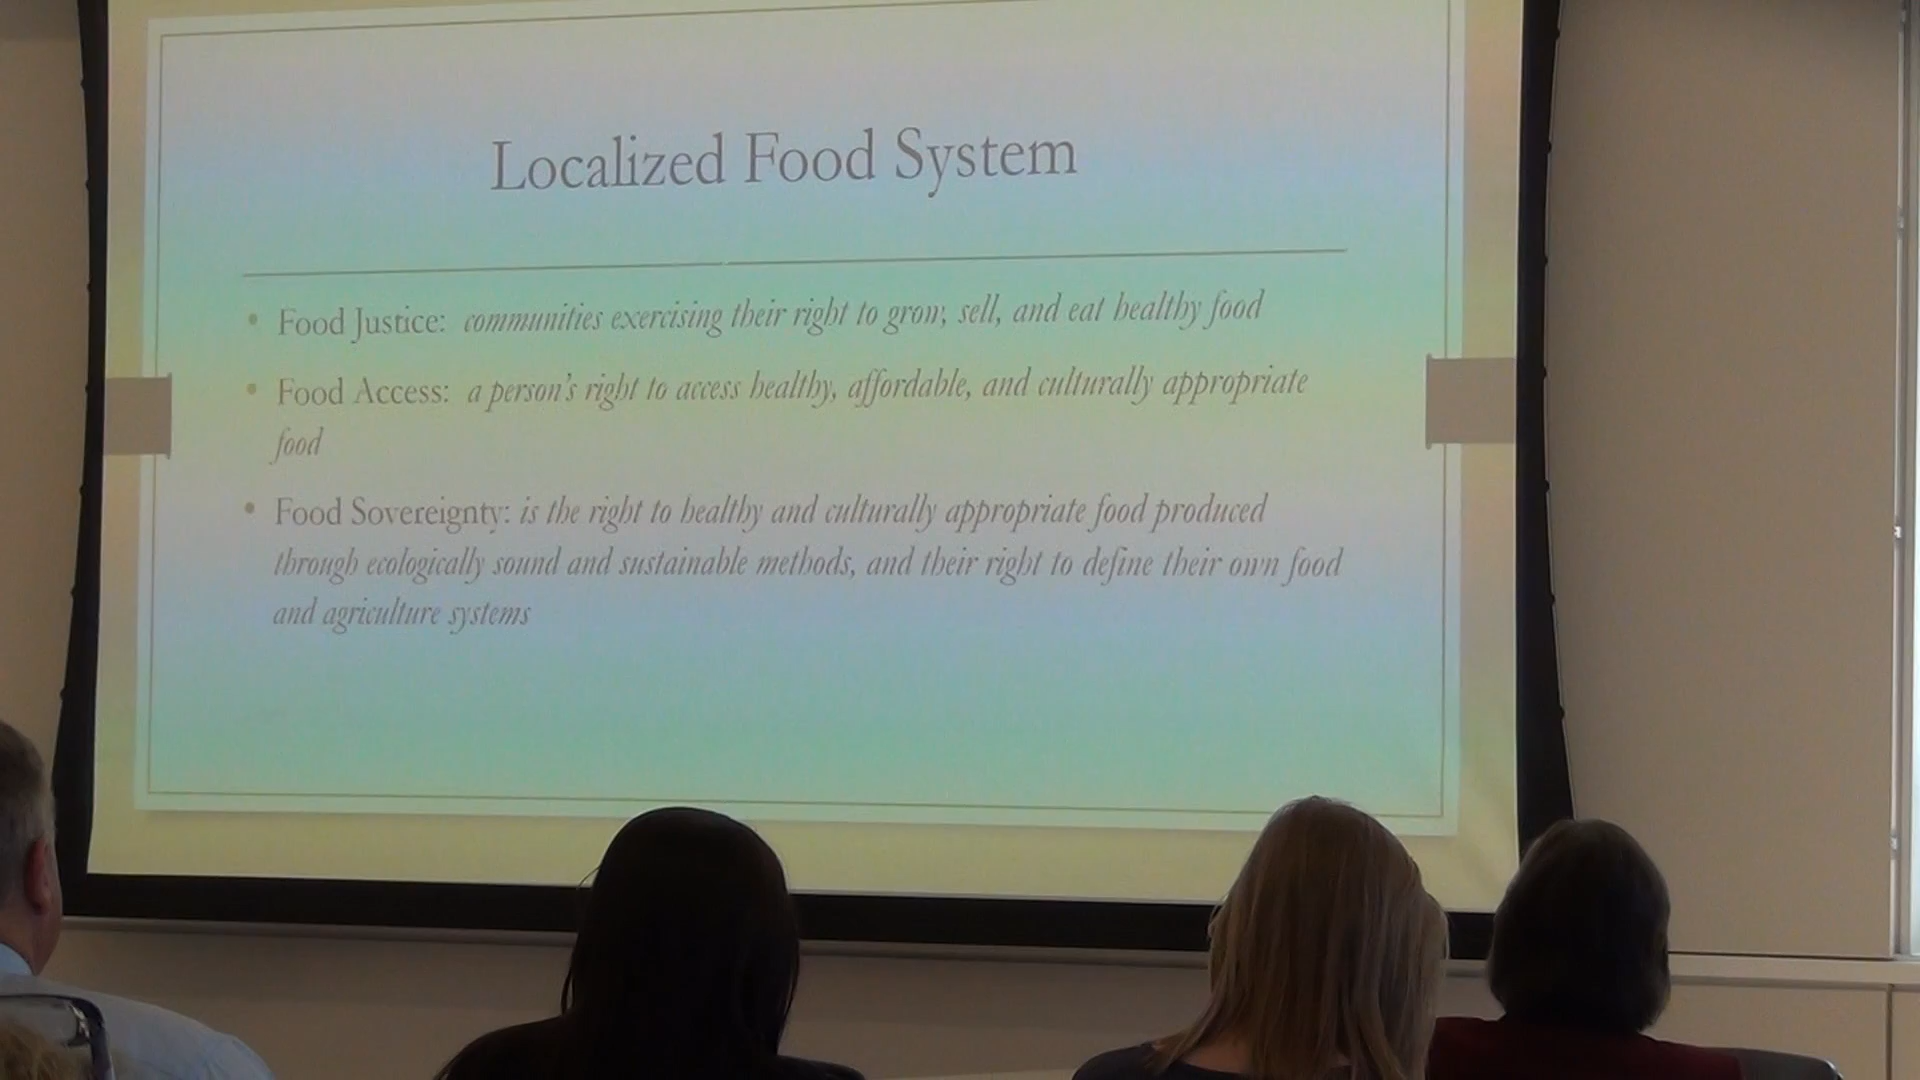 Localized Food System
• Food Justice: communities exercising their right to grow, sell, and eat healthy food
• Food Access: a person's right to access healthy, affordable, and culturally appropriate
food
• Food Sovereignty: is the right to healthy and culturally appropriate food produced
through ecologically sound and sustainable methods, and their right to define their own food
and agriculture systems